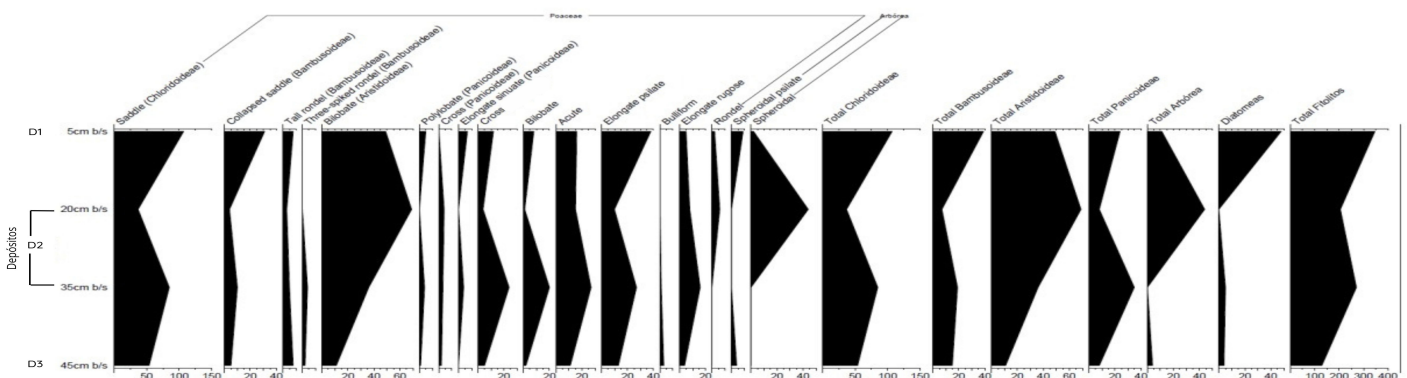 Poaceae
Arbórea
Saddle (Chloridoideae)
Collapsed saddle (Bambusoideae)
Tall rondel (Bambusoideae)
Three-spiked rondel (Bambusoideae)
Bilobate (Aristidoideae)
Polylobate (Panicoideae)
Cross (Panicoideae)
Elongate sinuate (Panicoideae)
Cross
Bilobate
Acute
Elongate psilate
Bulliform
Elongate rugose
Rondel
Spheroidal psilate
Spheroidal
Total Chloridoideae
Total Bambusoideae
Total Aristidoideae
Total Panicoideae
Total Arbórea
Diatomeas
Total Fitolitos
D1
5cm b/s
20cm b/s
Depósitos
D2
35cm b/s
D3
45cm b/s
50 100 150 20 40 20 40 60 20 20 20 20 20 40 50 100 150 20 40 20 40 60 20 40 20 40 20 40 100 200 300 400